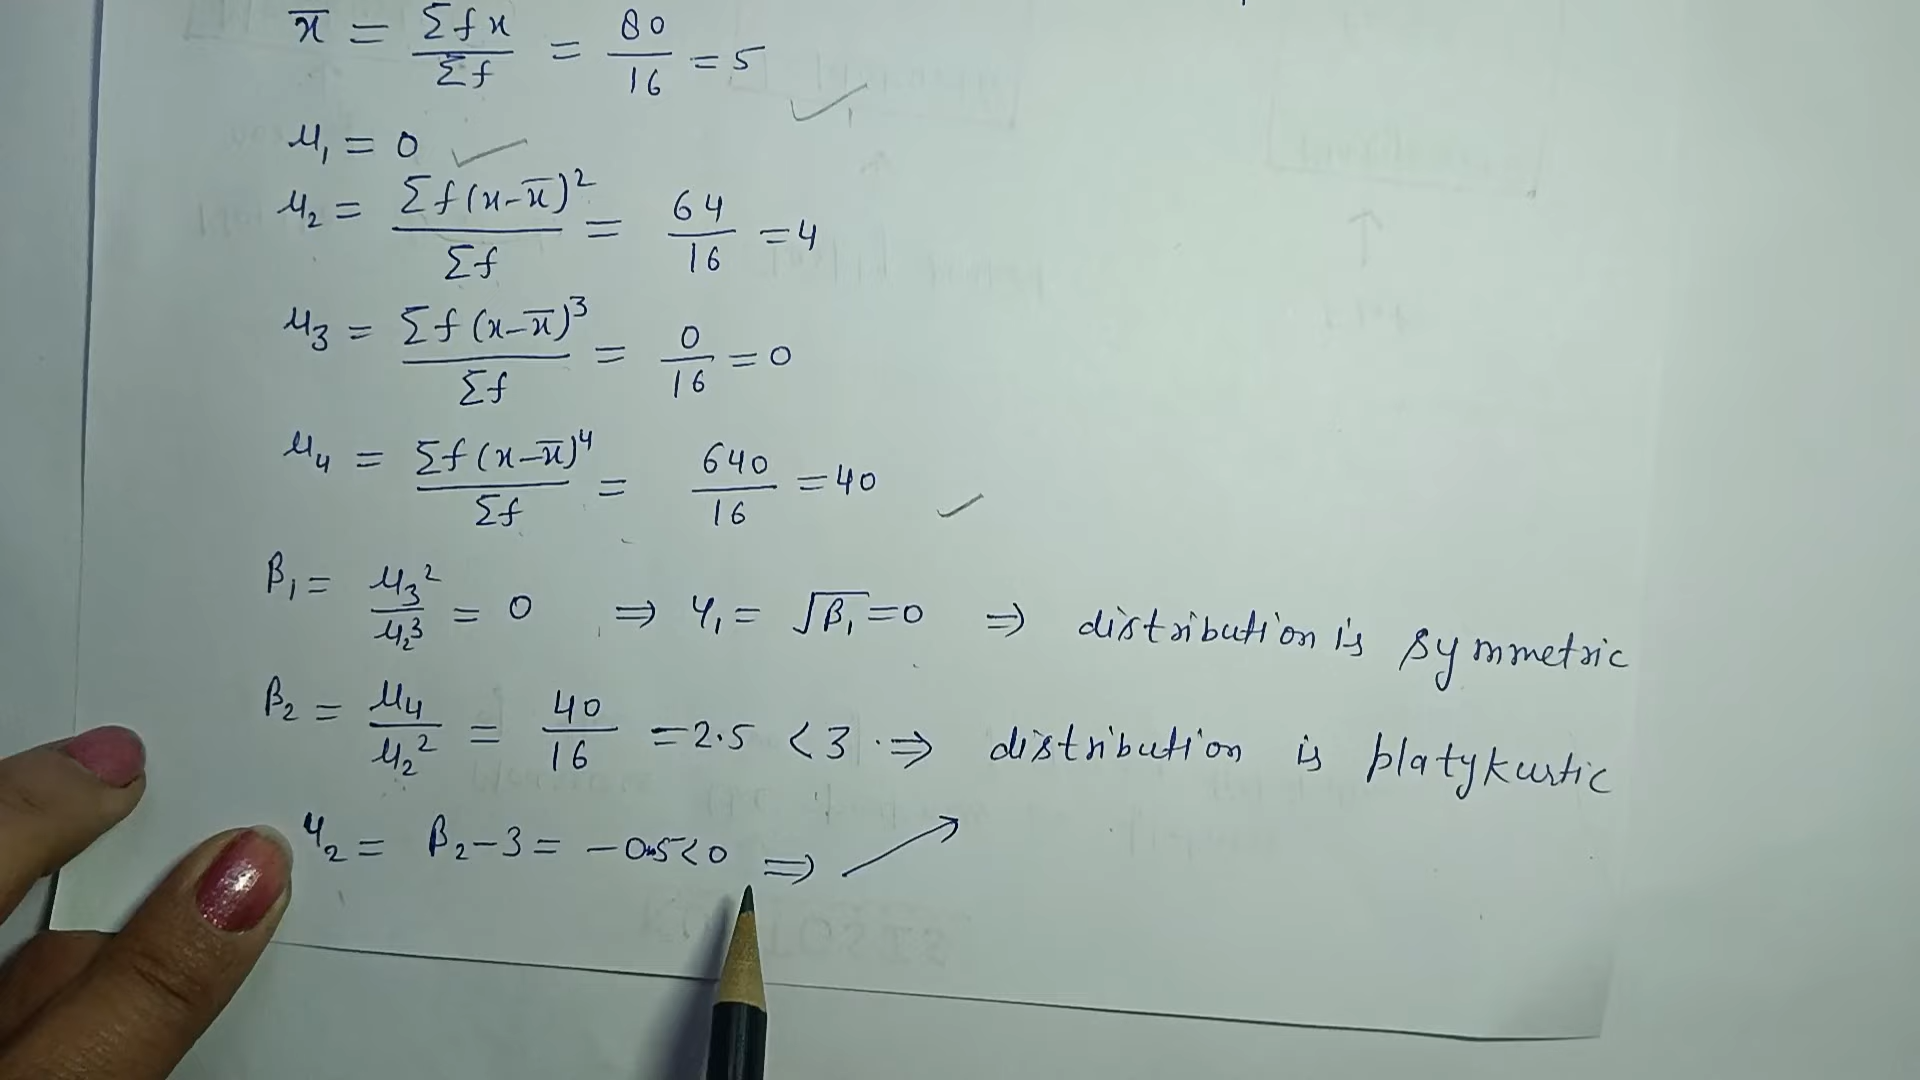 x̄ = Σfx / Σf = 80 / 16 = 5
μ₁ = 0
μ₂ = Σf(x-x̄)² / Σf = 64 / 16 = 4
μ₃ = Σf(x-x̄)³ / Σf = 0 / 16 = 0
μ₄ = Σf(x-x̄)⁴ / Σf = 640 / 16 = 40
β₁ = μ₃² / μ₂³ = 0 ⇒ γ₁ = √β₁ = 0 ⇒ distribution is symmetric
β₂ = μ₄ / μ₂² = 40 / 16 = 2.5 < 3 ⇒ distribution is platykurtic
γ₂ = β₂-3 = -0.5 < 0 ⇒